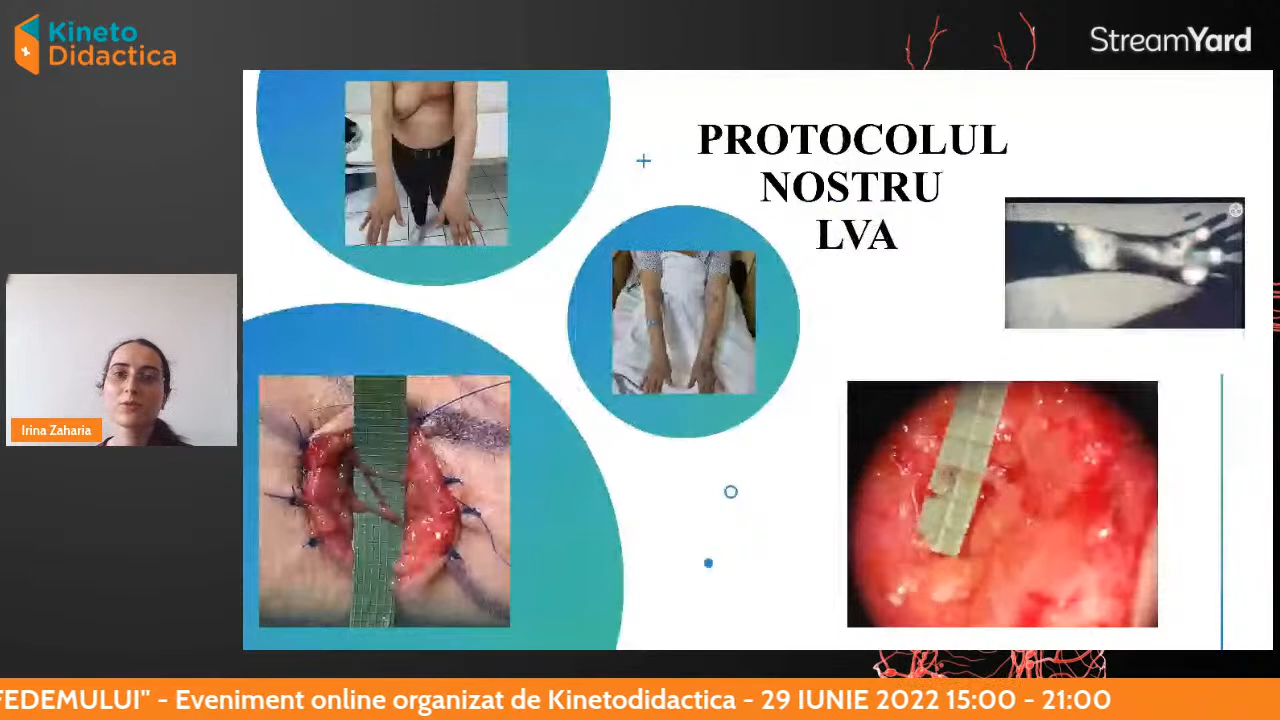 Kineto
Didactica
StreamYard
PROTOCOLUL
NOSTRU
LVA
Irina Zaharia
FEDEMULUI" - Eveniment online organizat de Kinetodidactica - 29 IUNIE 2022 15:00 - 21:00